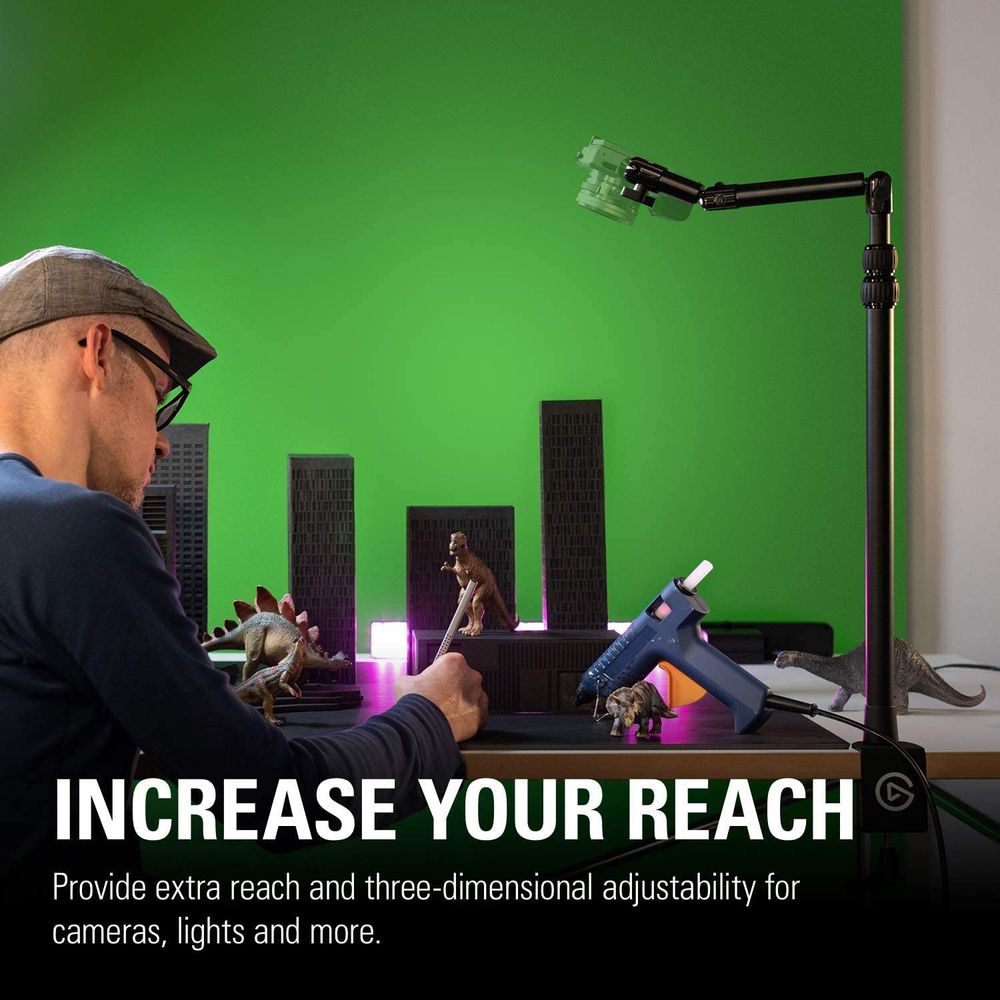 INCREASE YOUR REACH
Provide extra reach and three-dimensional adjustability for
cameras, lights and more.